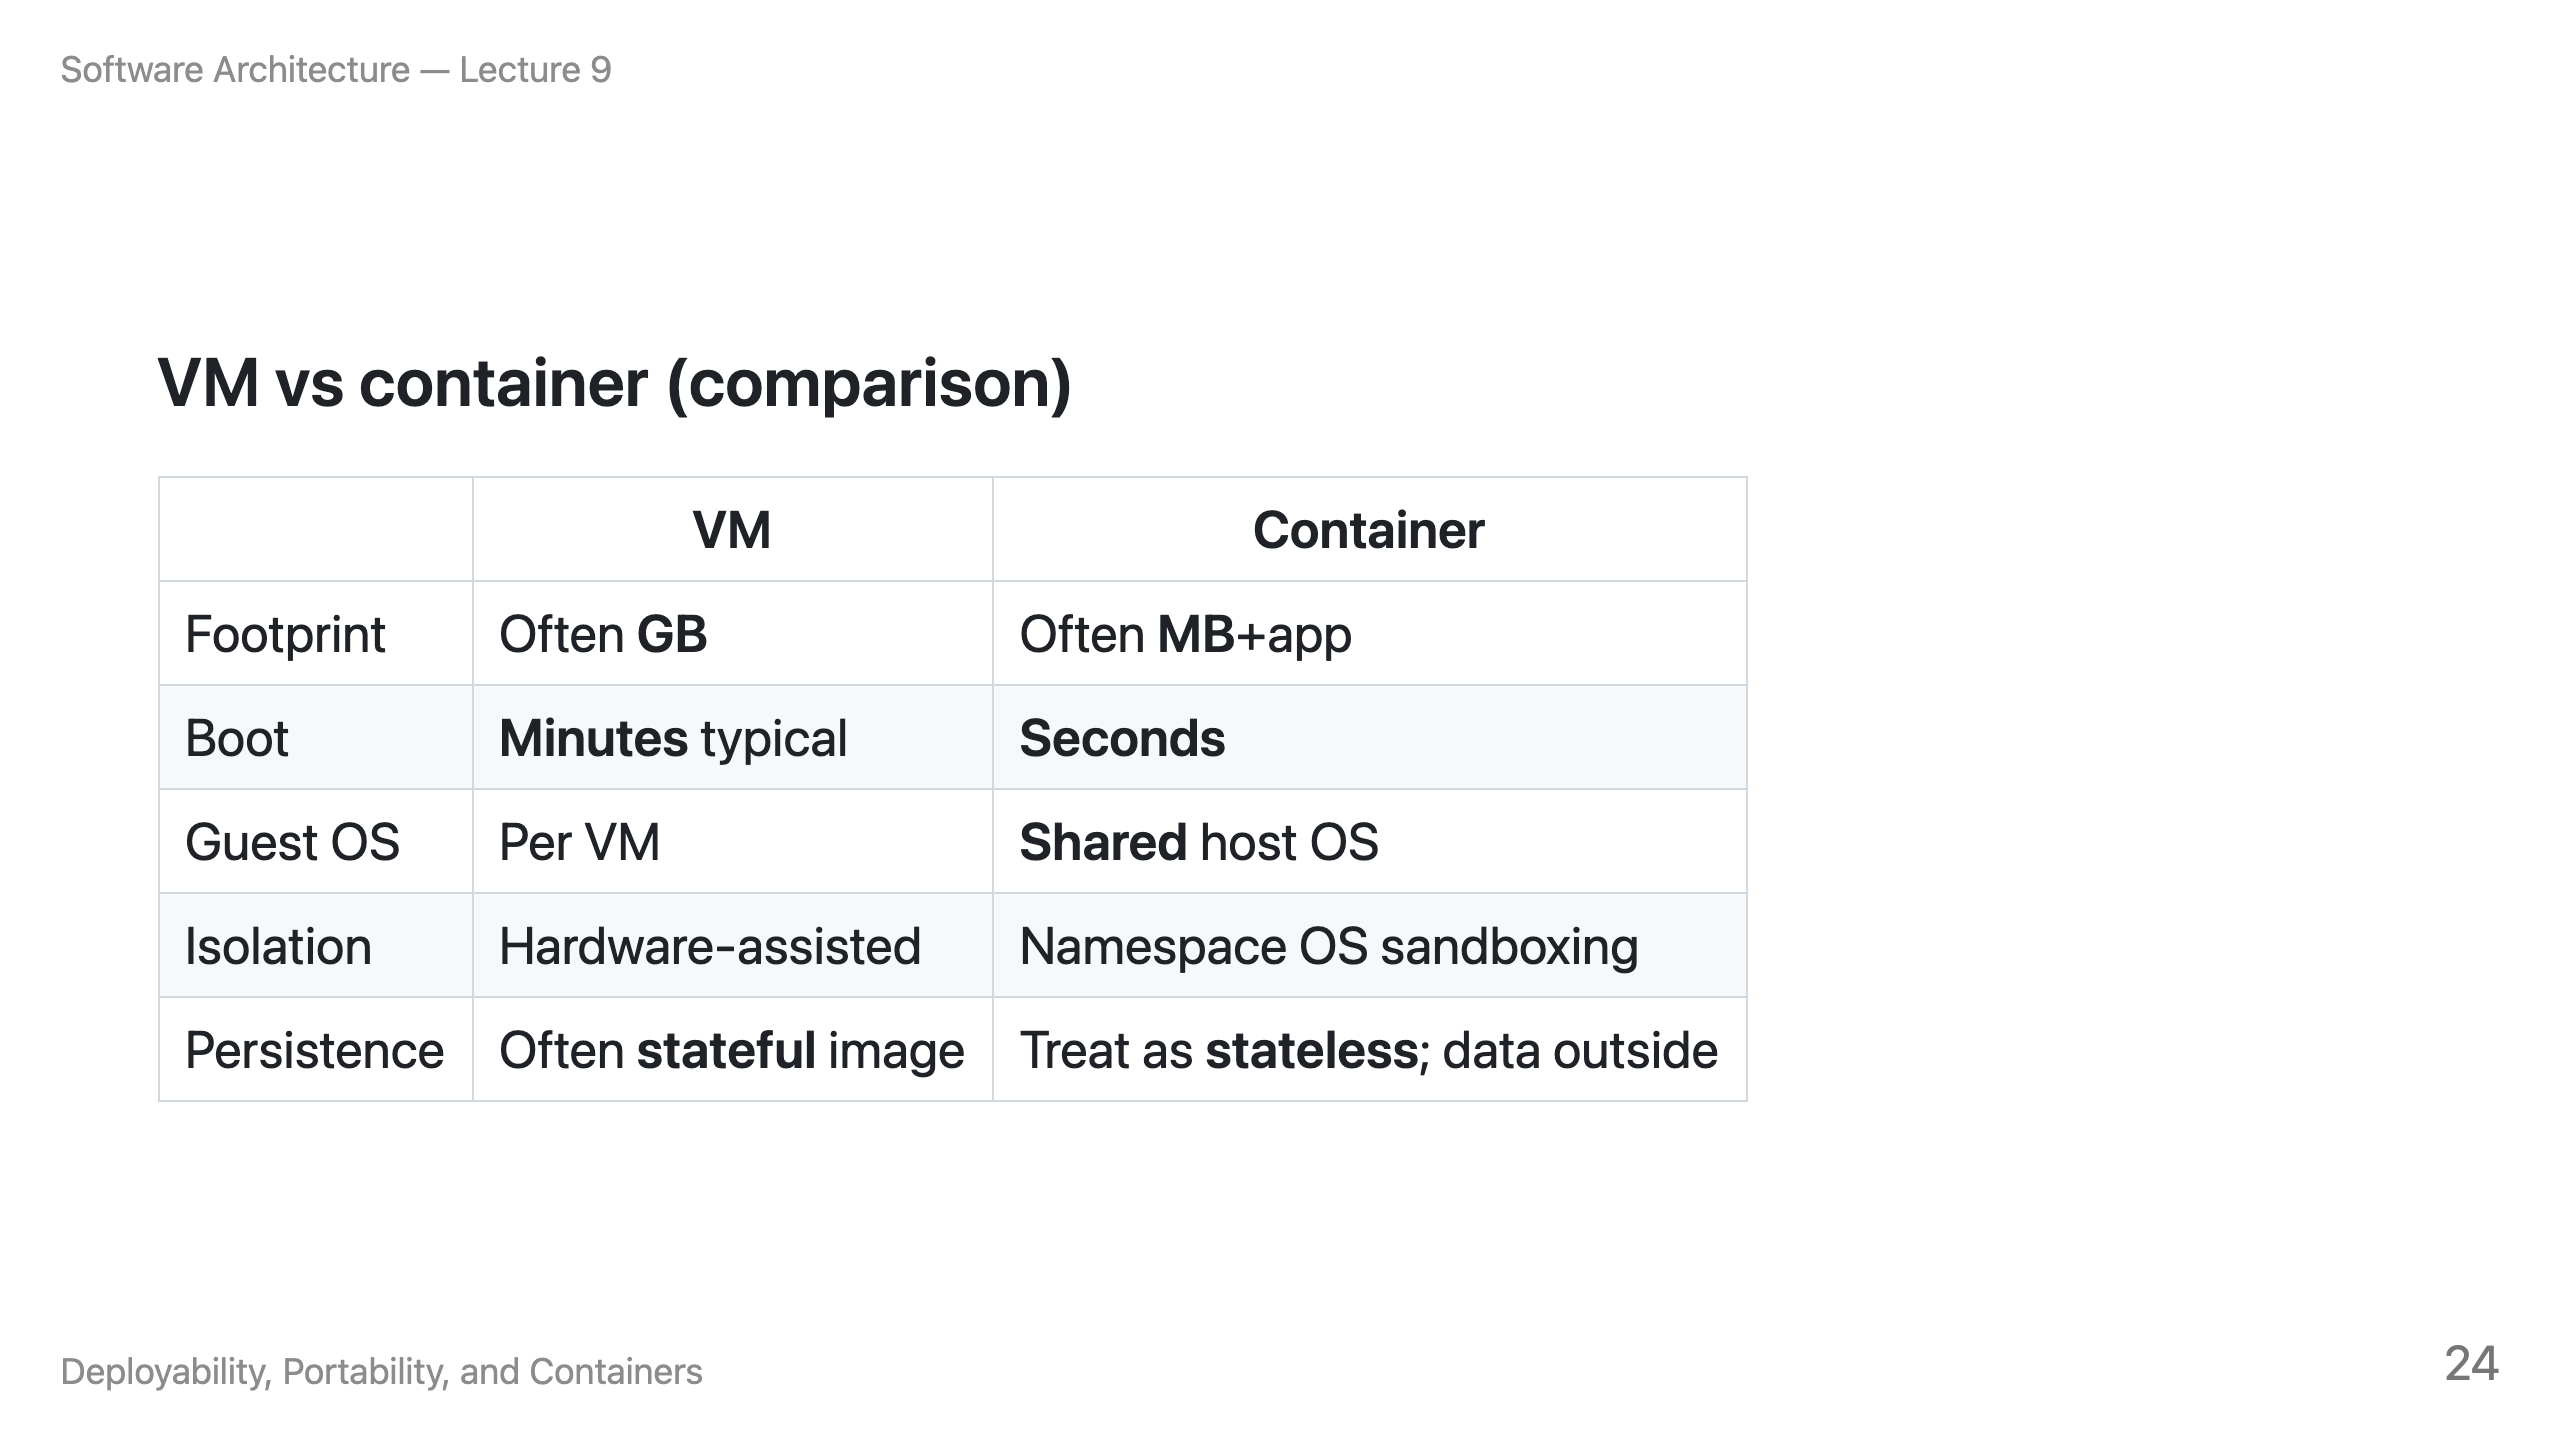 Software Architecture — Lecture 9
VM vs container (comparison)
VM Container
Footprint Often GB Often MB+app
Boot Minutes typical Seconds
Guest OS Per VM Shared host OS
Isolation Hardware-assisted Namespace OS sandboxing
Persistence Often stateful image Treat as stateless; data outside
Deployability, Portability, and Containers
24